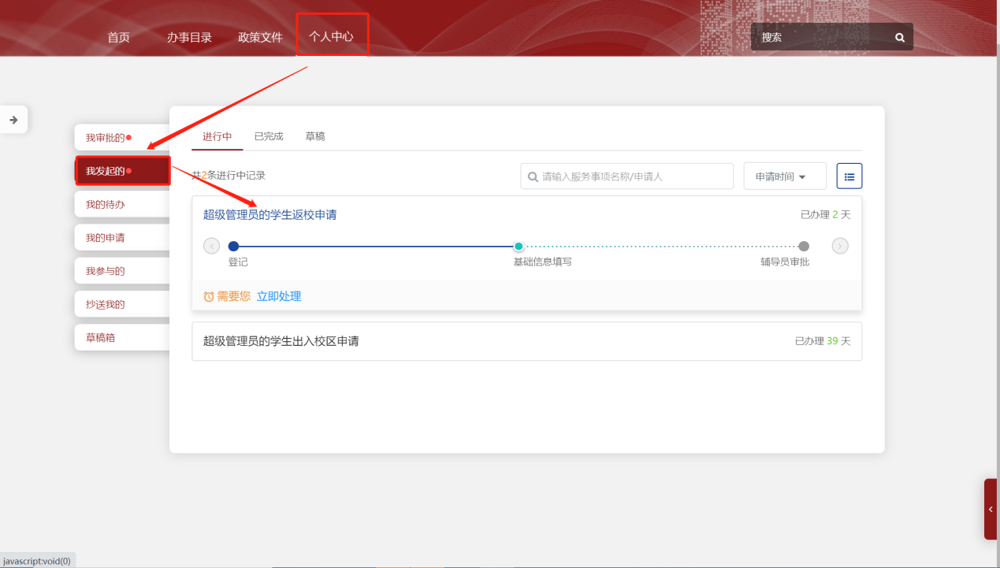 首页 办事目录 政策文件 个人中心 搜索
我审批的
我发起的
我的待办
我的申请
我参与的
抄送我的
草稿箱
进行中 已完成 草稿
共2条进行中记录 请输入服务事项名称/申请人 申请时间
超级管理员的学生返校申请 已办理 2 天
登记 基础信息填写 辅导员审批
需要您 立即处理
超级管理员的学生出入校区申请 已办理 39 天
javascript:void(0)